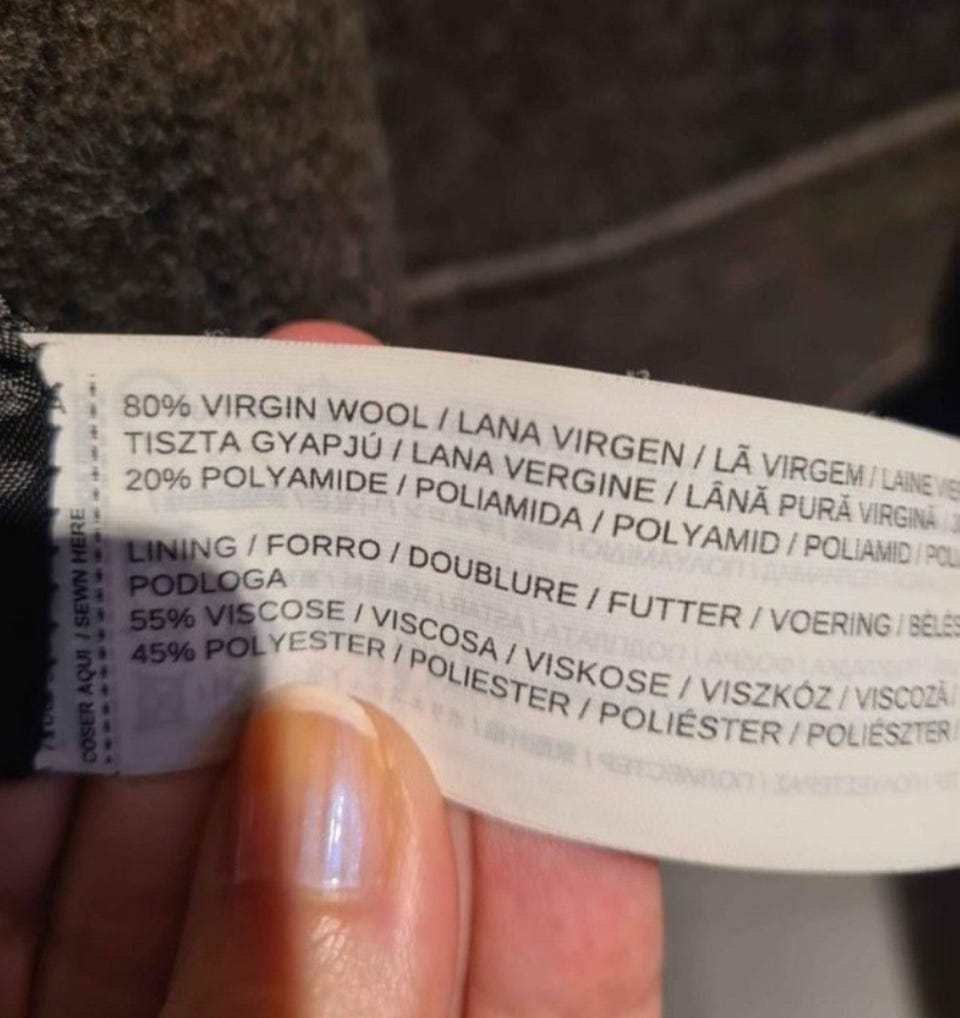 80% VIRGIN WOOL / LANA VIRGEN / LÃ VIRGEM / LAINE
TISZTA GYAPJÚ / LANA VERGINE / LÂNĂ PURĂ VIRGINĂ /
20% POLYAMIDE / POLIAMIDA / POLYAMID / POLIAMID /
LINING / FORRO / DOUBLURE / FUTTER / VOERING /
PODLOGA
55% VISCOSE / VISCOSA / VISKOSE / VISZKÓZ / VISCOZĂ /
45% POLYESTER / POLIESTER / POLIÉSTER / POLIÉSZTER /
COSER AQUI / SEWN HERE